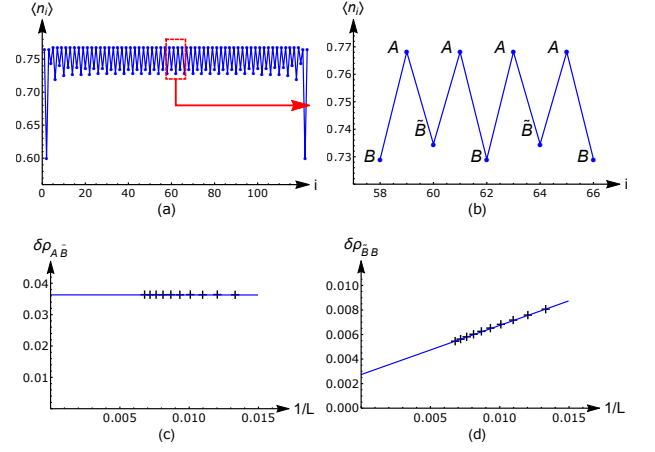 ⟨n_i⟩
0.75
0.70
0.65
0.60
0 20 40 60 80 100 i
(a)
⟨n_i⟩
0.77
0.76
0.75
0.74
0.73
A A A A
B̃ B̃
B B B
58 60 62 64 66 i
(b)
δρ_{A B̃}
0.04
0.03
0.02
0.01
0.005 0.010 0.015 1/L
(c)
δρ_{B̃ B}
0.010
0.008
0.006
0.004
0.002
0.000
0.005 0.010 0.015 1/L
(d)